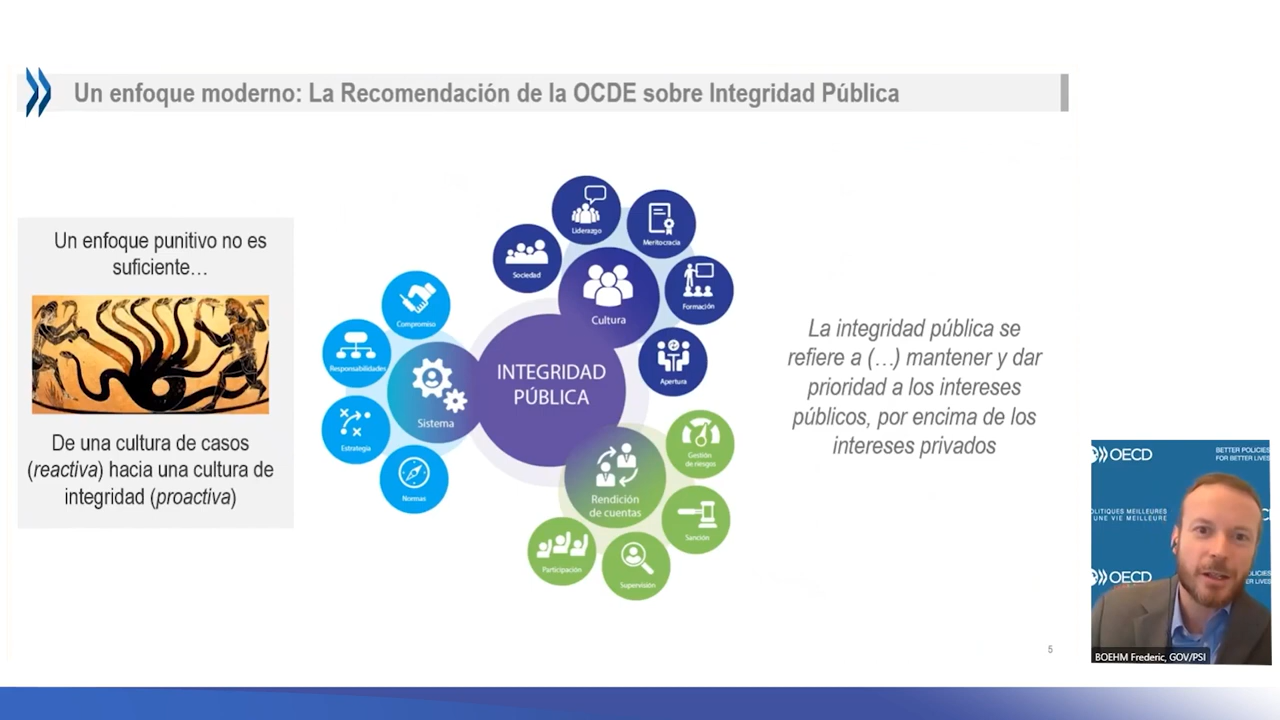 Un enfoque moderno: La Recomendación de la OCDE sobre Integridad Pública
Un enfoque punitivo no es
suficiente…
De una cultura de casos
(reactiva) hacia una cultura de
integridad (proactiva)
INTEGRIDAD
PÚBLICA
Sistema
Compromiso
Responsabilidades
Estrategia
Normas
Cultura
Sociedad
Liderazgo
Meritocracia
Formación
Apertura
Rendición
de cuentas
Gestión
de riesgos
Sanción
Supervisión
Participación
La integridad pública se
refiere a (…) mantener y dar
prioridad a los intereses
públicos, por encima de los
intereses privados
5
OECD
BETTER POLICIES
FOR BETTER LIVES
OLITIQUES MEILLEURES
UNE VIE MEILLEURE
OECD
BOEHM Frederic, GOV/PSI